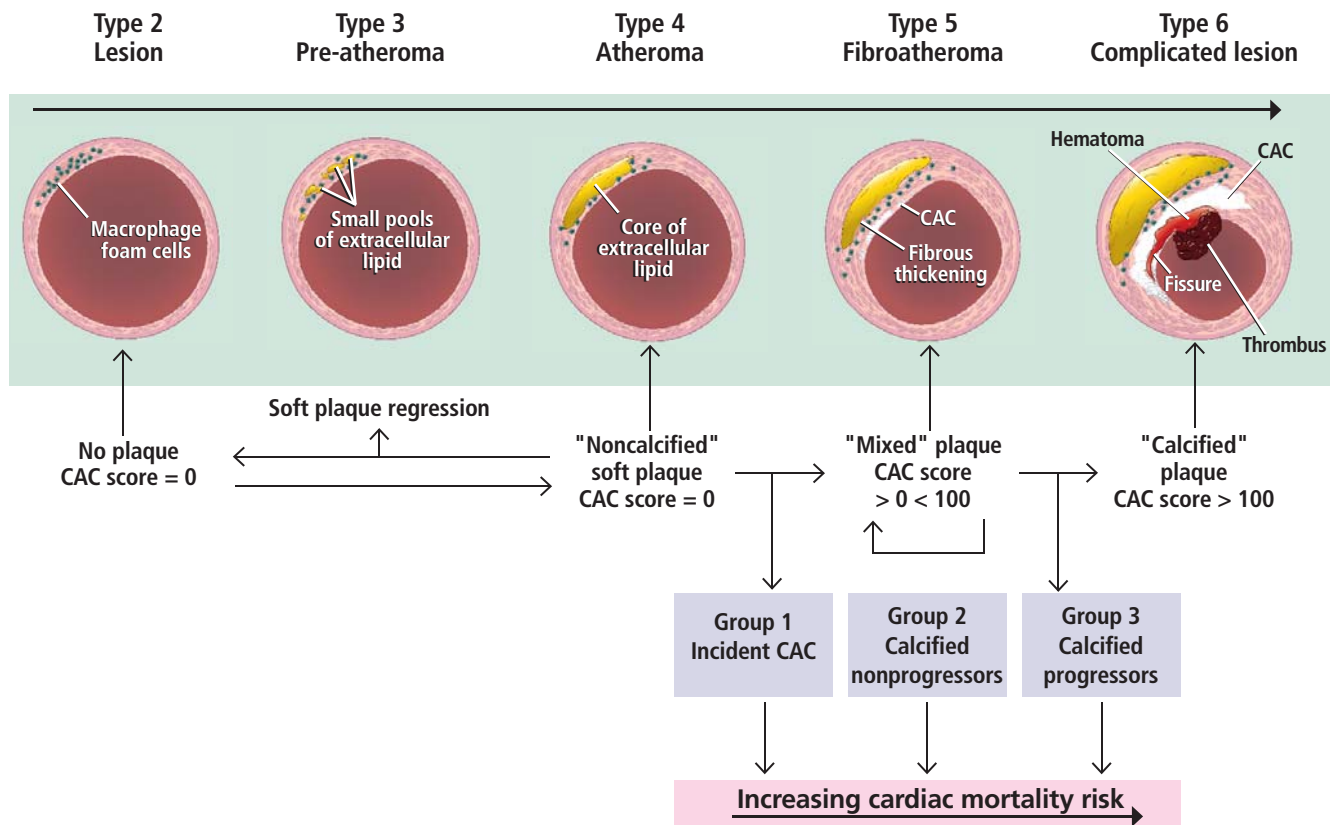 Type 2
Lesion
Type 3
Pre-atheroma
Type 4
Atheroma
Type 5
Fibroatheroma
Type 6
Complicated lesion
Macrophage
foam cells
Small pools
of extracellular
lipid
Core of
extracellular
lipid
CAC
Fibrous
thickening
Hematoma
CAC
Fissure
Thrombus
Soft plaque regression
No plaque
CAC score = 0
"Noncalcified"
soft plaque
CAC score = 0
"Mixed" plaque
CAC score
> 0 < 100
"Calcified"
plaque
CAC score > 100
Group 1
Incident CAC
Group 2
Calcified
nonprogressors
Group 3
Calcified
progressors
Increasing cardiac mortality risk